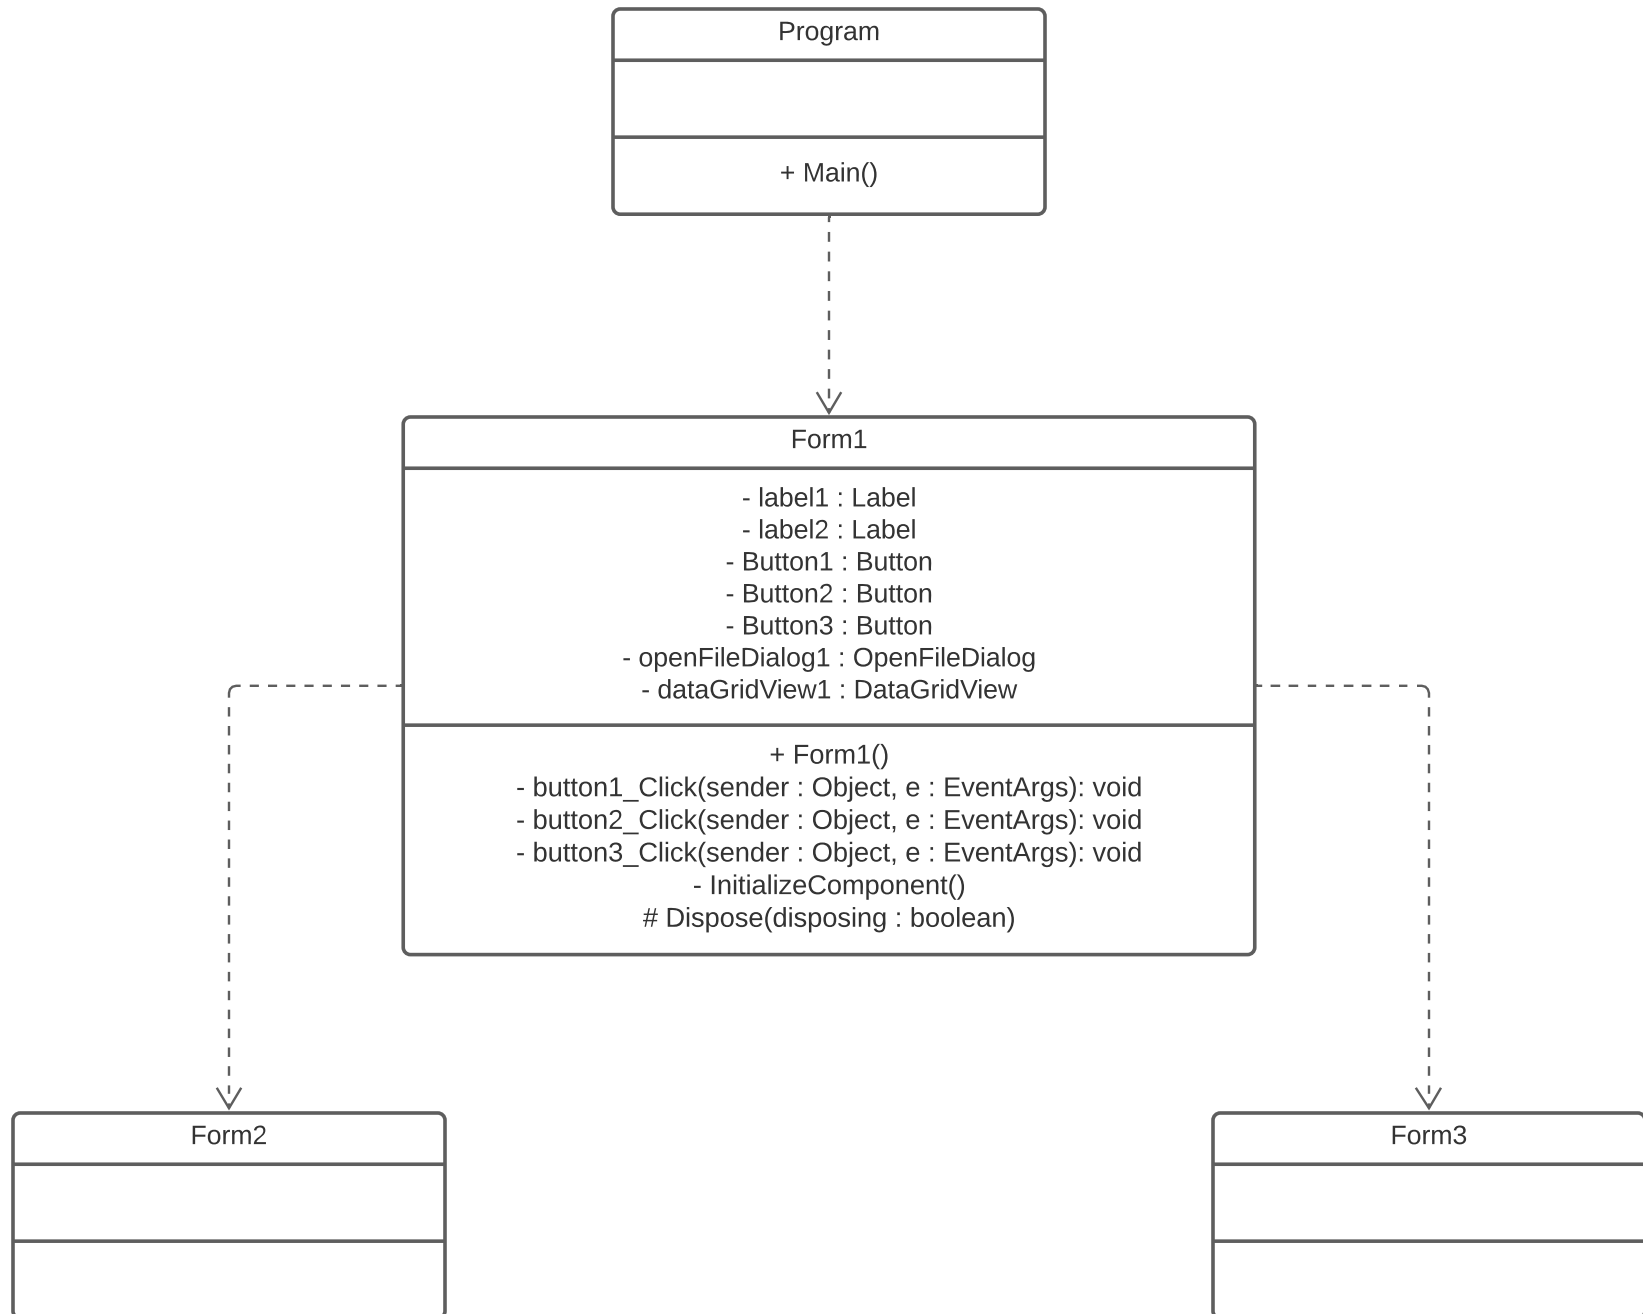 Program
+ Main()
Form1
- label1 : Label
- label2 : Label
- Button1 : Button
- Button2 : Button
- Button3 : Button
- openFileDialog1 : OpenFileDialog
- dataGridView1 : DataGridView
+ Form1()
- button1_Click(sender : Object, e : EventArgs): void
- button2_Click(sender : Object, e : EventArgs): void
- button3_Click(sender : Object, e : EventArgs): void
- InitializeComponent()
# Dispose(disposing : boolean)
Form2
Form3